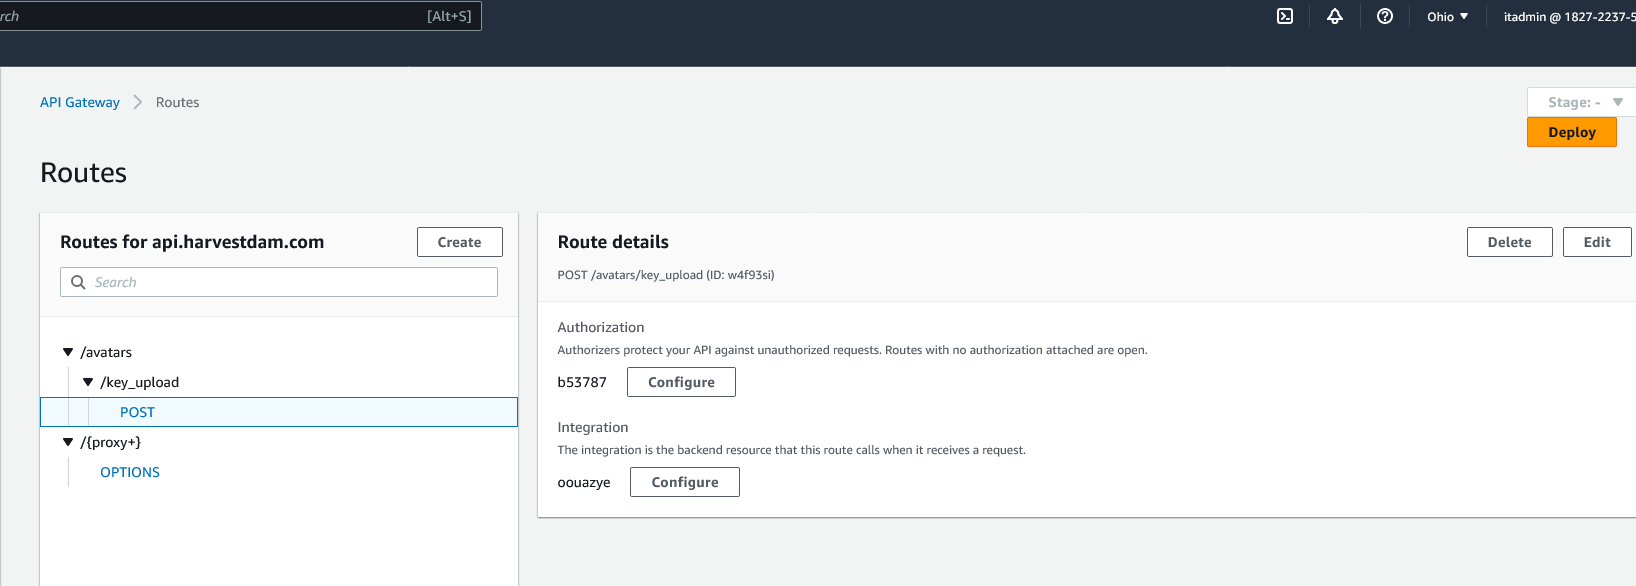 rch [Alt+S] Ohio itadmin @ 1827-2237-5
API Gateway Routes
Stage: -
Deploy
Routes
Routes for api.harvestdam.com
Create
Search
/avatars
/key_upload
POST
/{proxy+}
OPTIONS
Route details
Delete Edit
POST /avatars/key_upload (ID: w4f93si)
Authorization
Authorizers protect your API against unauthorized requests. Routes with no authorization attached are open.
b53787 Configure
Integration
The integration is the backend resource that this route calls when it receives a request.
oouazye Configure